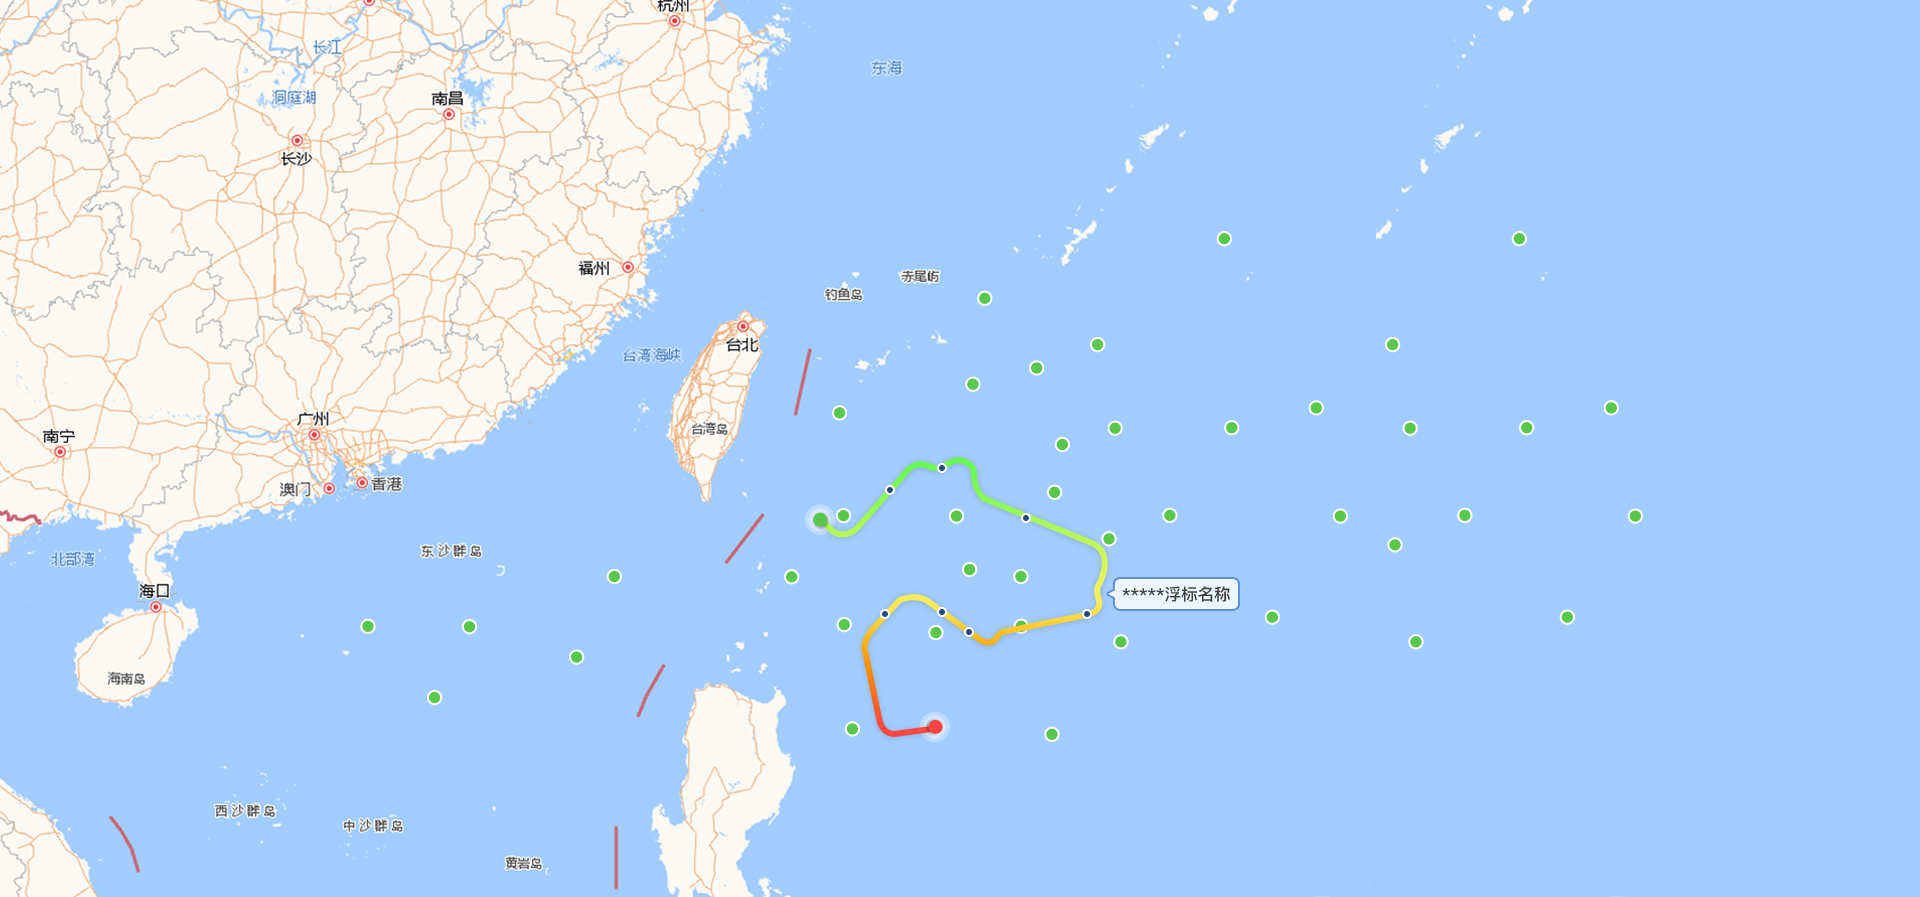 杭州
长江
东海
洞庭湖
南昌
长沙
福州
赤尾屿
钓鱼岛
台北
台湾海峡
广州
台湾岛
南宁
澳门
香港
东沙群岛
北部湾
海口
*****浮标名称
海南岛
西沙群岛
中沙群岛
黄岩岛